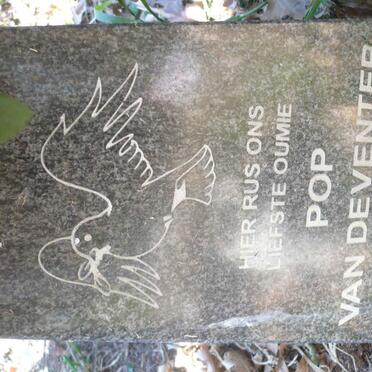 HIER RUS ONS
LIEFSTE OUMIE
POP
VAN DEVENTER